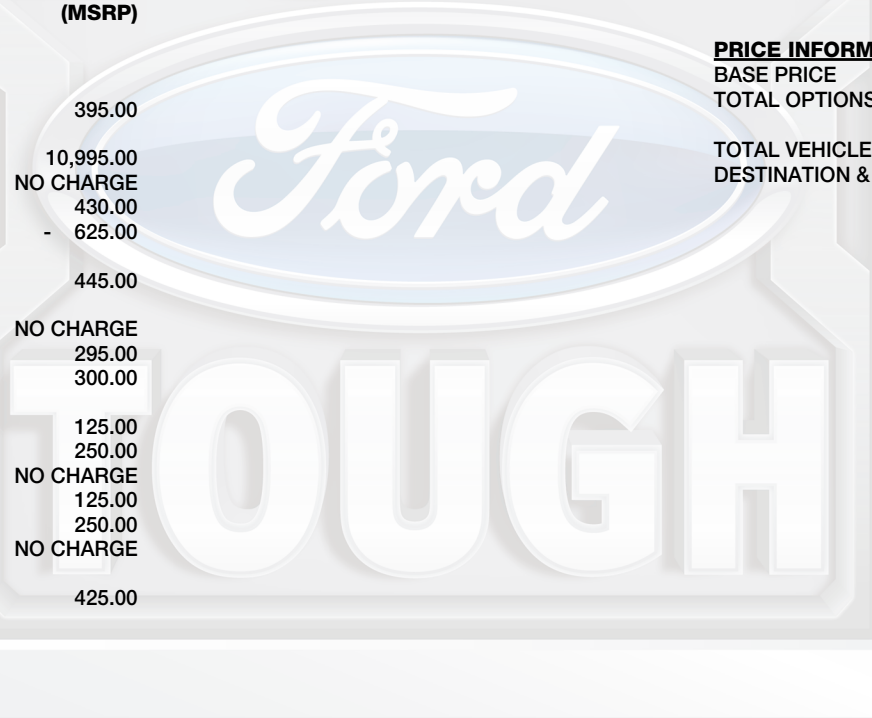 (MSRP)
395.00
10,995.00
NO CHARGE
430.00
- 625.00
445.00
NO CHARGE
295.00
300.00
125.00
250.00
NO CHARGE
125.00
250.00
NO CHARGE
425.00
PRICE INFORM
BASE PRICE
TOTAL OPTIONS
TOTAL VEHICLE
DESTINATION &
Ford
TOUGH